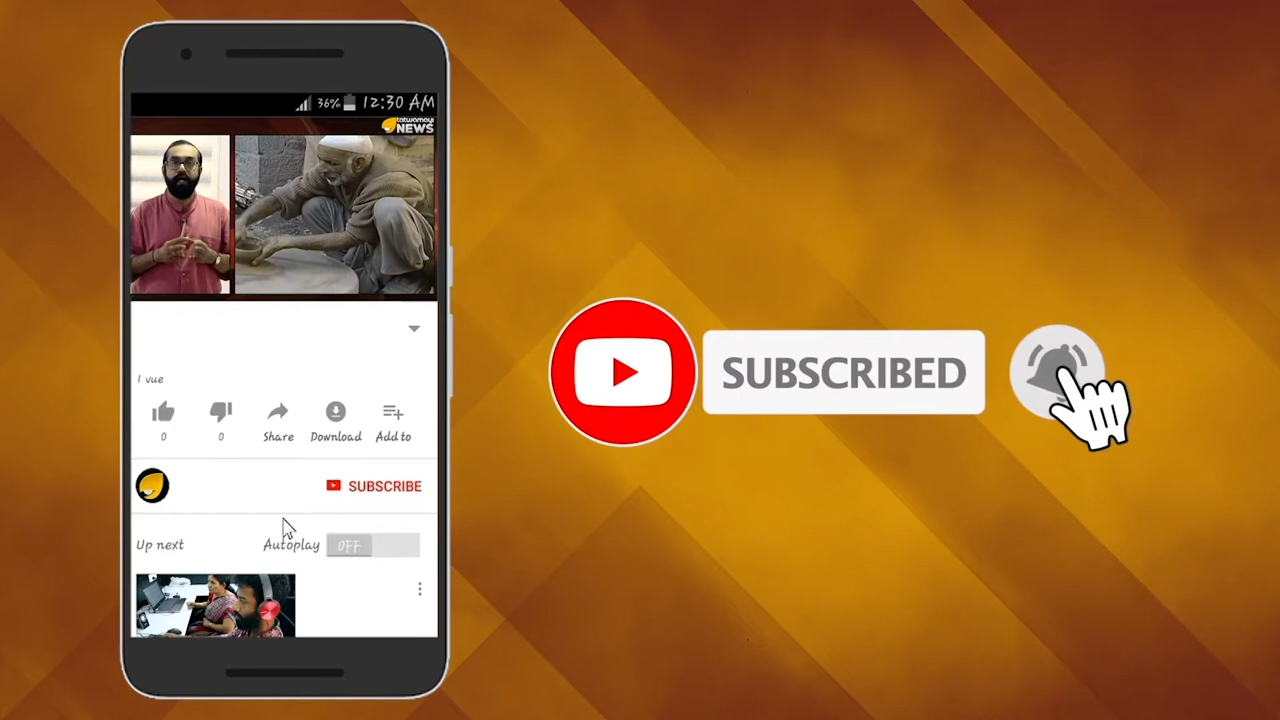 36% 12:30 AM
tatwamayi
NEWS
1 vue
0 0 Share Download Add to
SUBSCRIBE
Up next Autoplay OFF
SUBSCRIBED